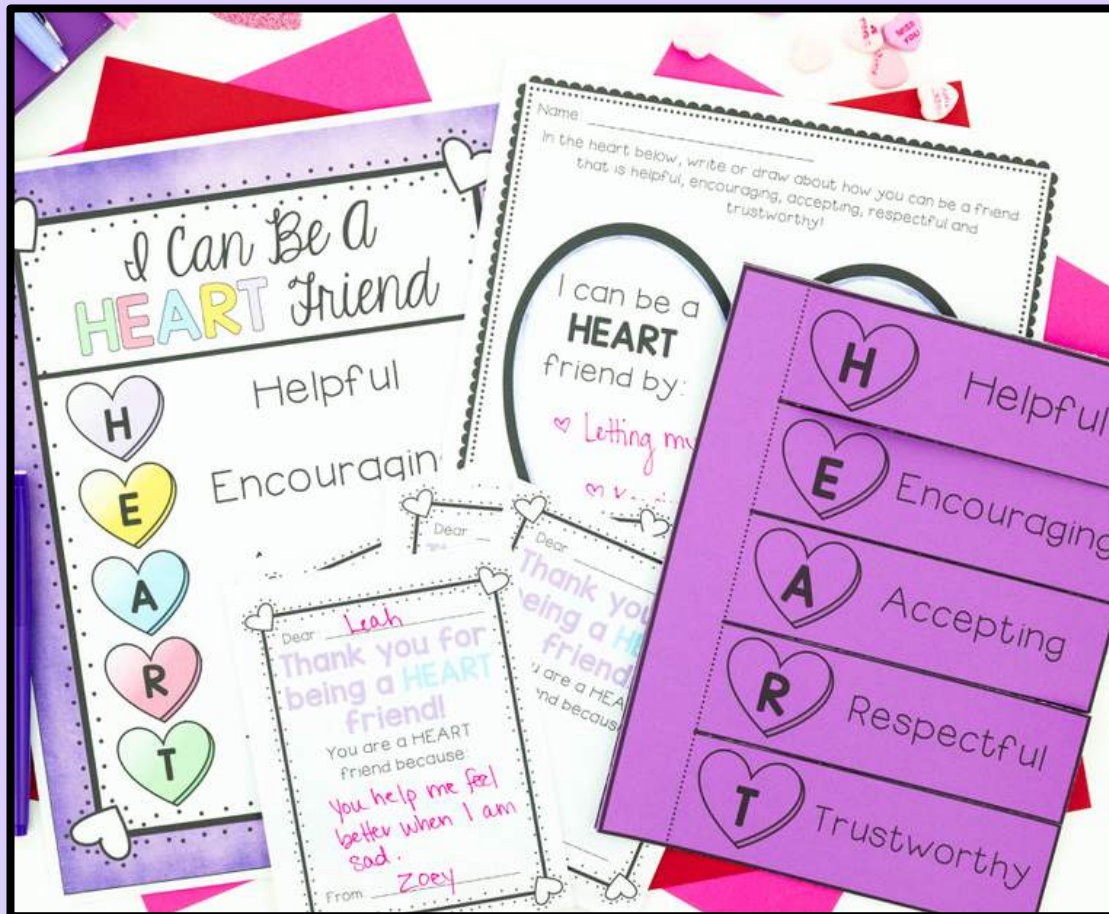 I Can Be A
HEART Friend
H
Helpful
E
Encouragin
A
R
T
Name
In the heart below, write or draw about how you can be a friend
that is helpful, encouraging, accepting, respectful and
trustworthy!
I can be a
HEART
friend by:
Letting my
Dear Leah
Thank you for
being a HEART
friend!
You are a HEART
friend because:
You help me feel
better when I am
sad.
From Zoey
Dear
Dear
Thank you
being a HE
friend
are a HEA
because
H Helpful
E Encouraging
A Accepting
R Respectful
T Trustworthy
MISS
YOU